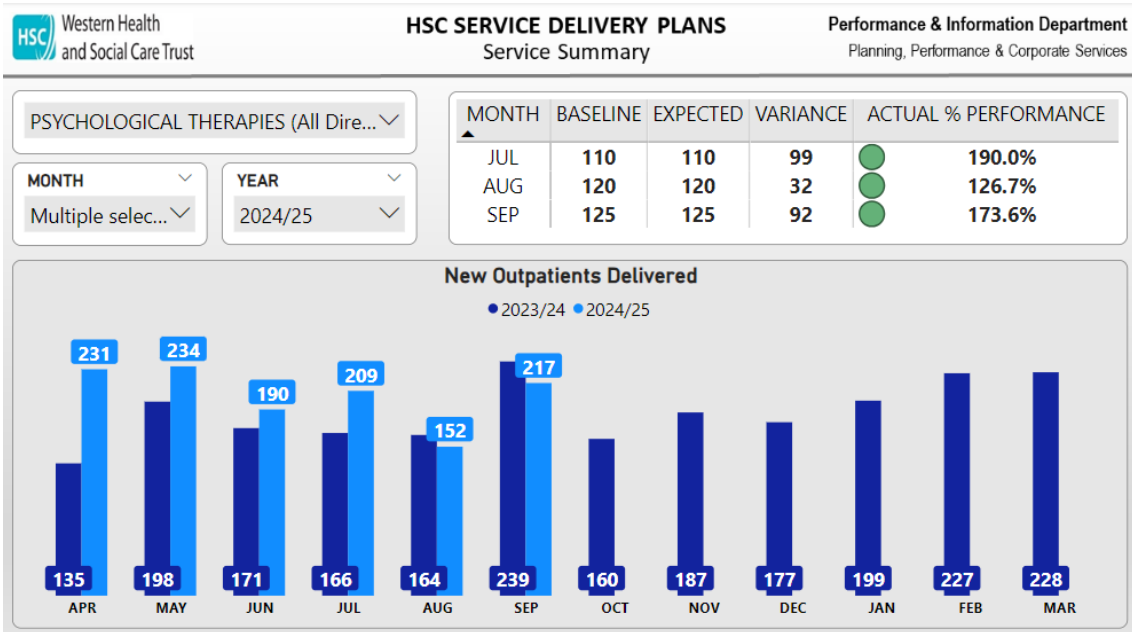 HSC
Western Health
and Social Care Trust
HSC SERVICE DELIVERY PLANS
Service Summary
Performance & Information Department
Planning, Performance & Corporate Services
PSYCHOLOGICAL THERAPIES (All Dire...
MONTH
Multiple selec...
YEAR
2024/25
MONTH BASELINE EXPECTED VARIANCE ACTUAL % PERFORMANCE
JUL 110 110 99 190.0%
AUG 120 120 32 126.7%
SEP 125 125 92 173.6%
New Outpatients Delivered
2023/24 2024/25
231 234 190 209 152 217
135 198 171 166 164 239 160 187 177 199 227 228
APR MAY JUN JUL AUG SEP OCT NOV DEC JAN FEB MAR